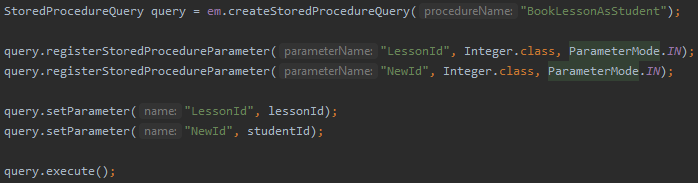 StoredProcedureQuery query = em.createStoredProcedureQuery( procedureName: "BookLessonAsStudent");
query.registerStoredProcedureParameter( parameterName: "LessonId", Integer.class, ParameterMode.IN);
query.registerStoredProcedureParameter( parameterName: "NewId", Integer.class, ParameterMode.IN);
query.setParameter( name: "LessonId", lessonId);
query.setParameter( name: "NewId", studentId);
query.execute();